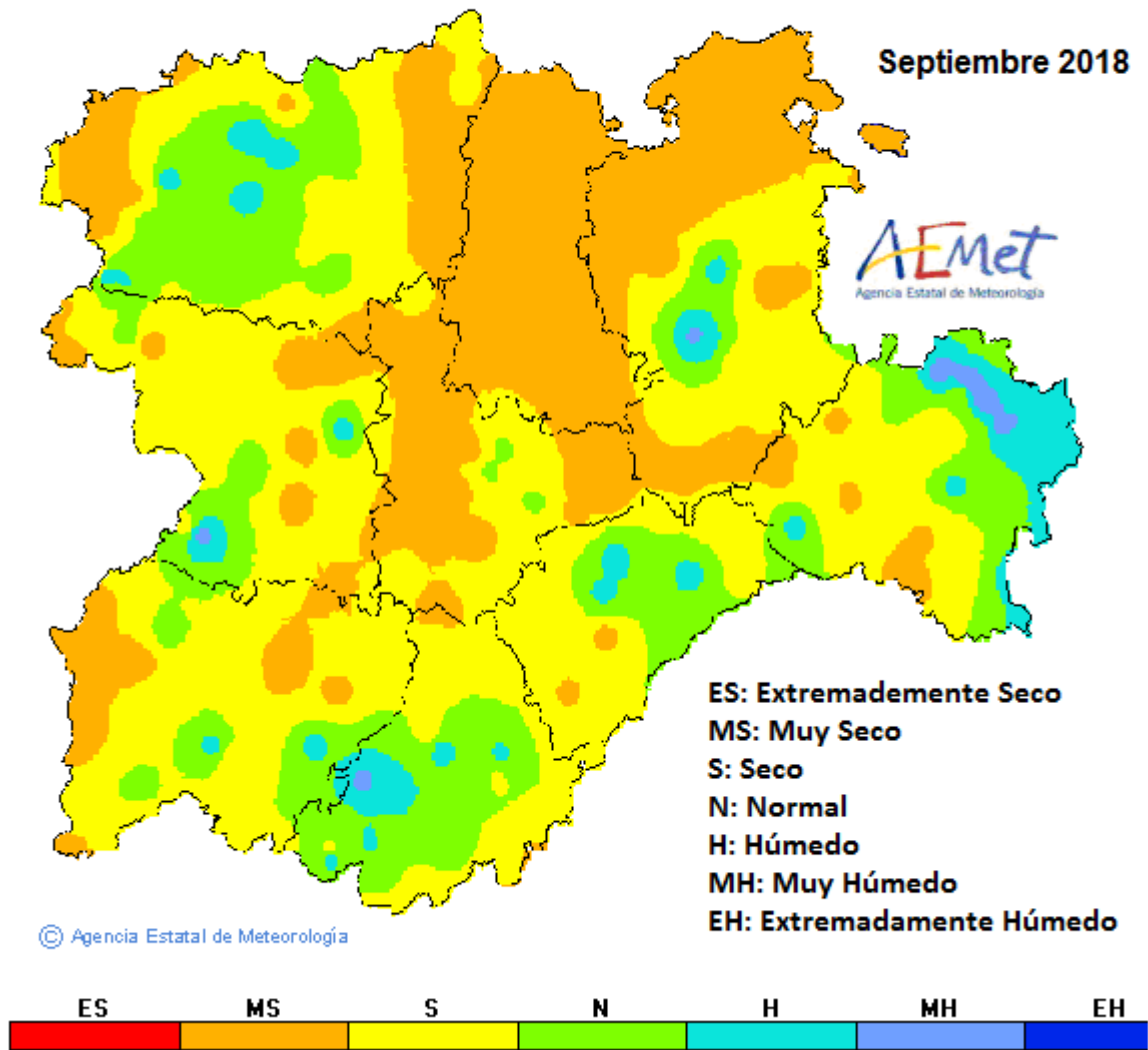 Septiembre 2018
AEMet
Agencia Estatal de Meteorología
ES: Extremademente Seco
MS: Muy Seco
S: Seco
N: Normal
H: Húmedo
MH: Muy Húmedo
EH: Extremadamente Húmedo
© Agencia Estatal de Meteorología
ES MS S N H MH EH